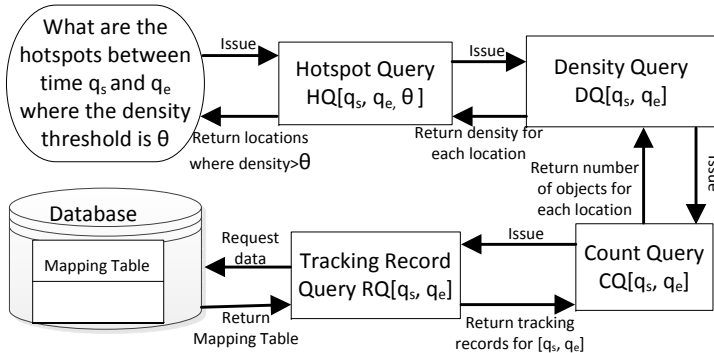 What are the
hotspots between
time qs and qe
where the density
threshold is θ
Issue
Return locations
where density>θ
Hotspot Query
HQ[qs, qe, θ ]
Issue
Return density for
each location
Density Query
DQ[qs, qe]
Return number
of objects for
each location
Issue
Database
Mapping Table
Request
data
Return
Mapping Table
Tracking Record
Query RQ[qs, qe]
Issue
Return tracking
records for [qs, qe]
Count Query
CQ[qs, qe]